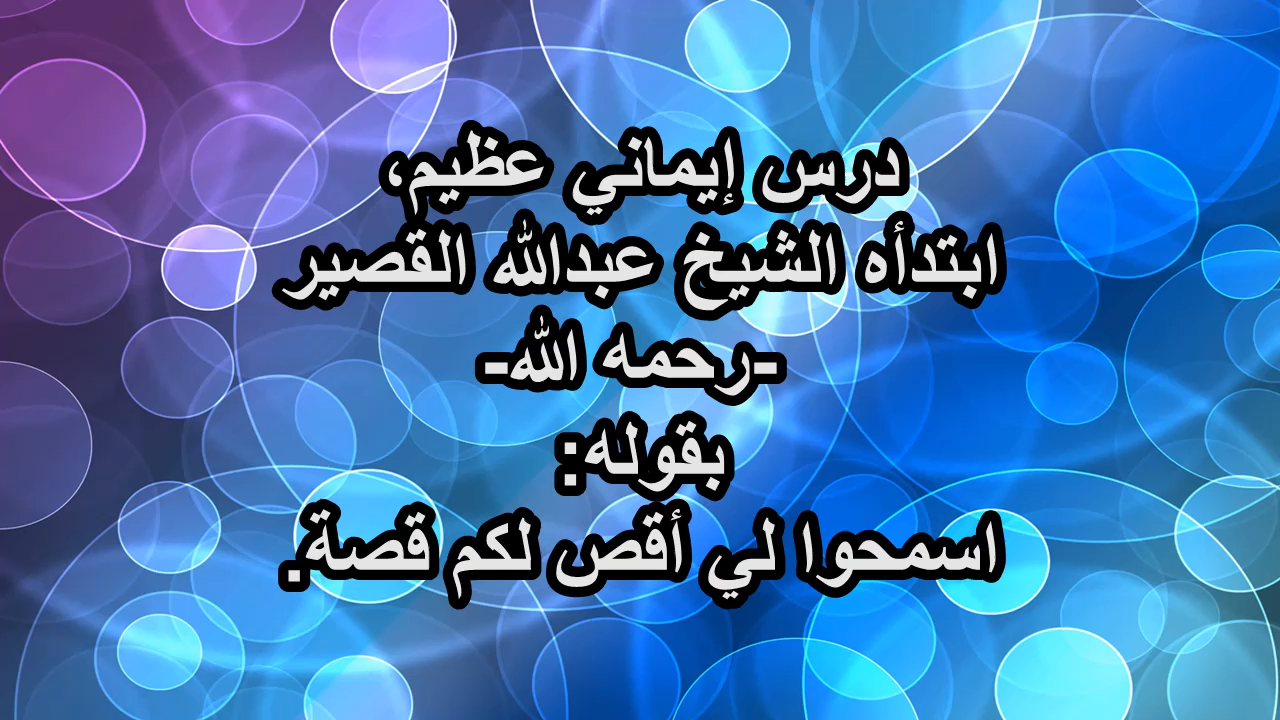 درس إيماني عظيم،
ابتدأه الشيخ عبدالله القصير
-رحمه الله-
بقوله:
اسمحوا لي أقص لكم قصة.